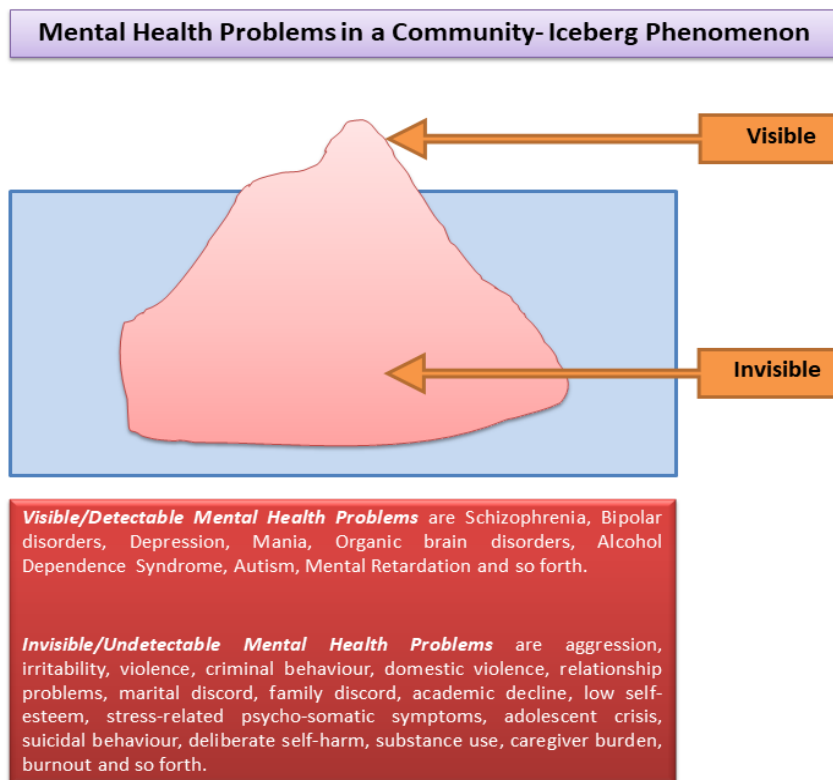 Mental Health Problems in a Community- Iceberg Phenomenon
Visible
Invisible
Visible/Detectable Mental Health Problems are Schizophrenia, Bipolar
disorders, Depression, Mania, Organic brain disorders, Alcohol
Dependence Syndrome, Autism, Mental Retardation and so forth.
Invisible/Undetectable Mental Health Problems are aggression,
irritability, violence, criminal behaviour, domestic violence, relationship
problems, marital discord, family discord, academic decline, low self-
esteem, stress-related psycho-somatic symptoms, adolescent crisis,
suicidal behaviour, deliberate self-harm, substance use, caregiver burden,
burnout and so forth.